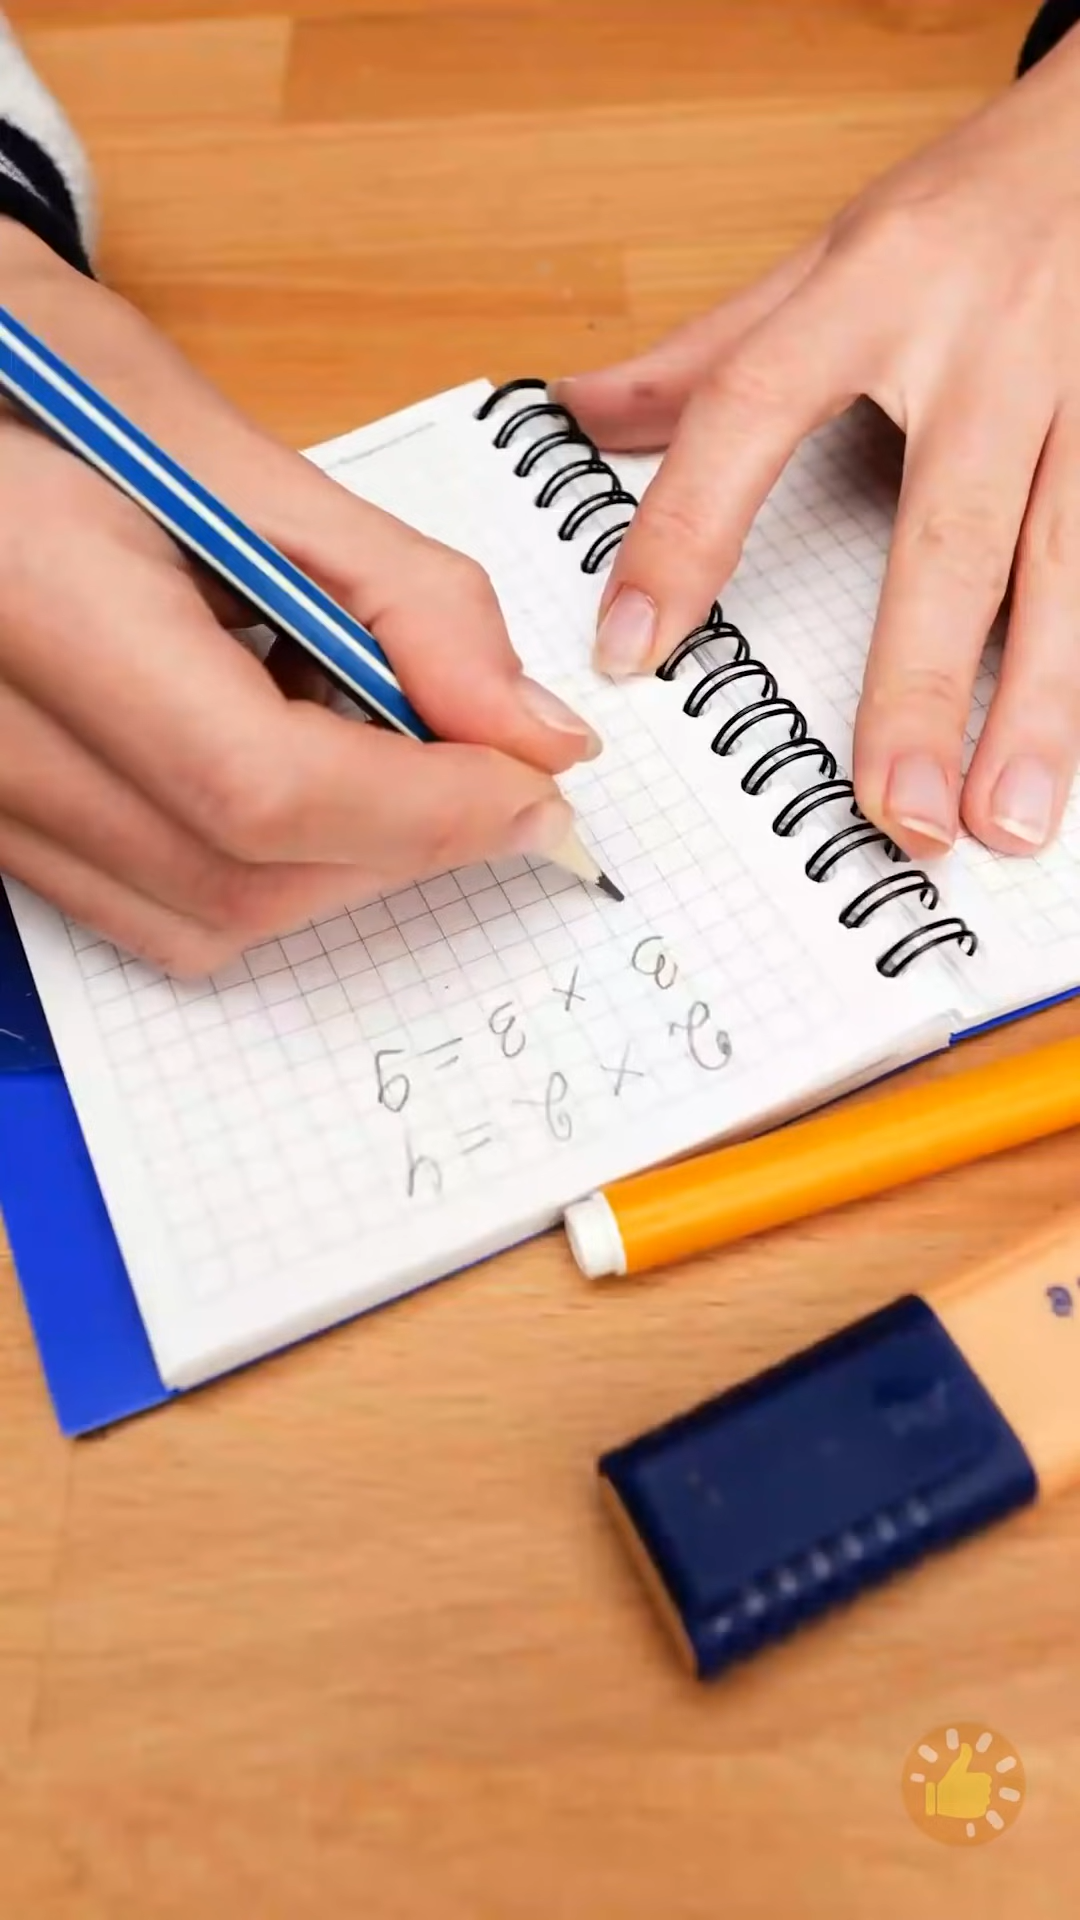 2 × 2 = 4
3 × 3 = 9